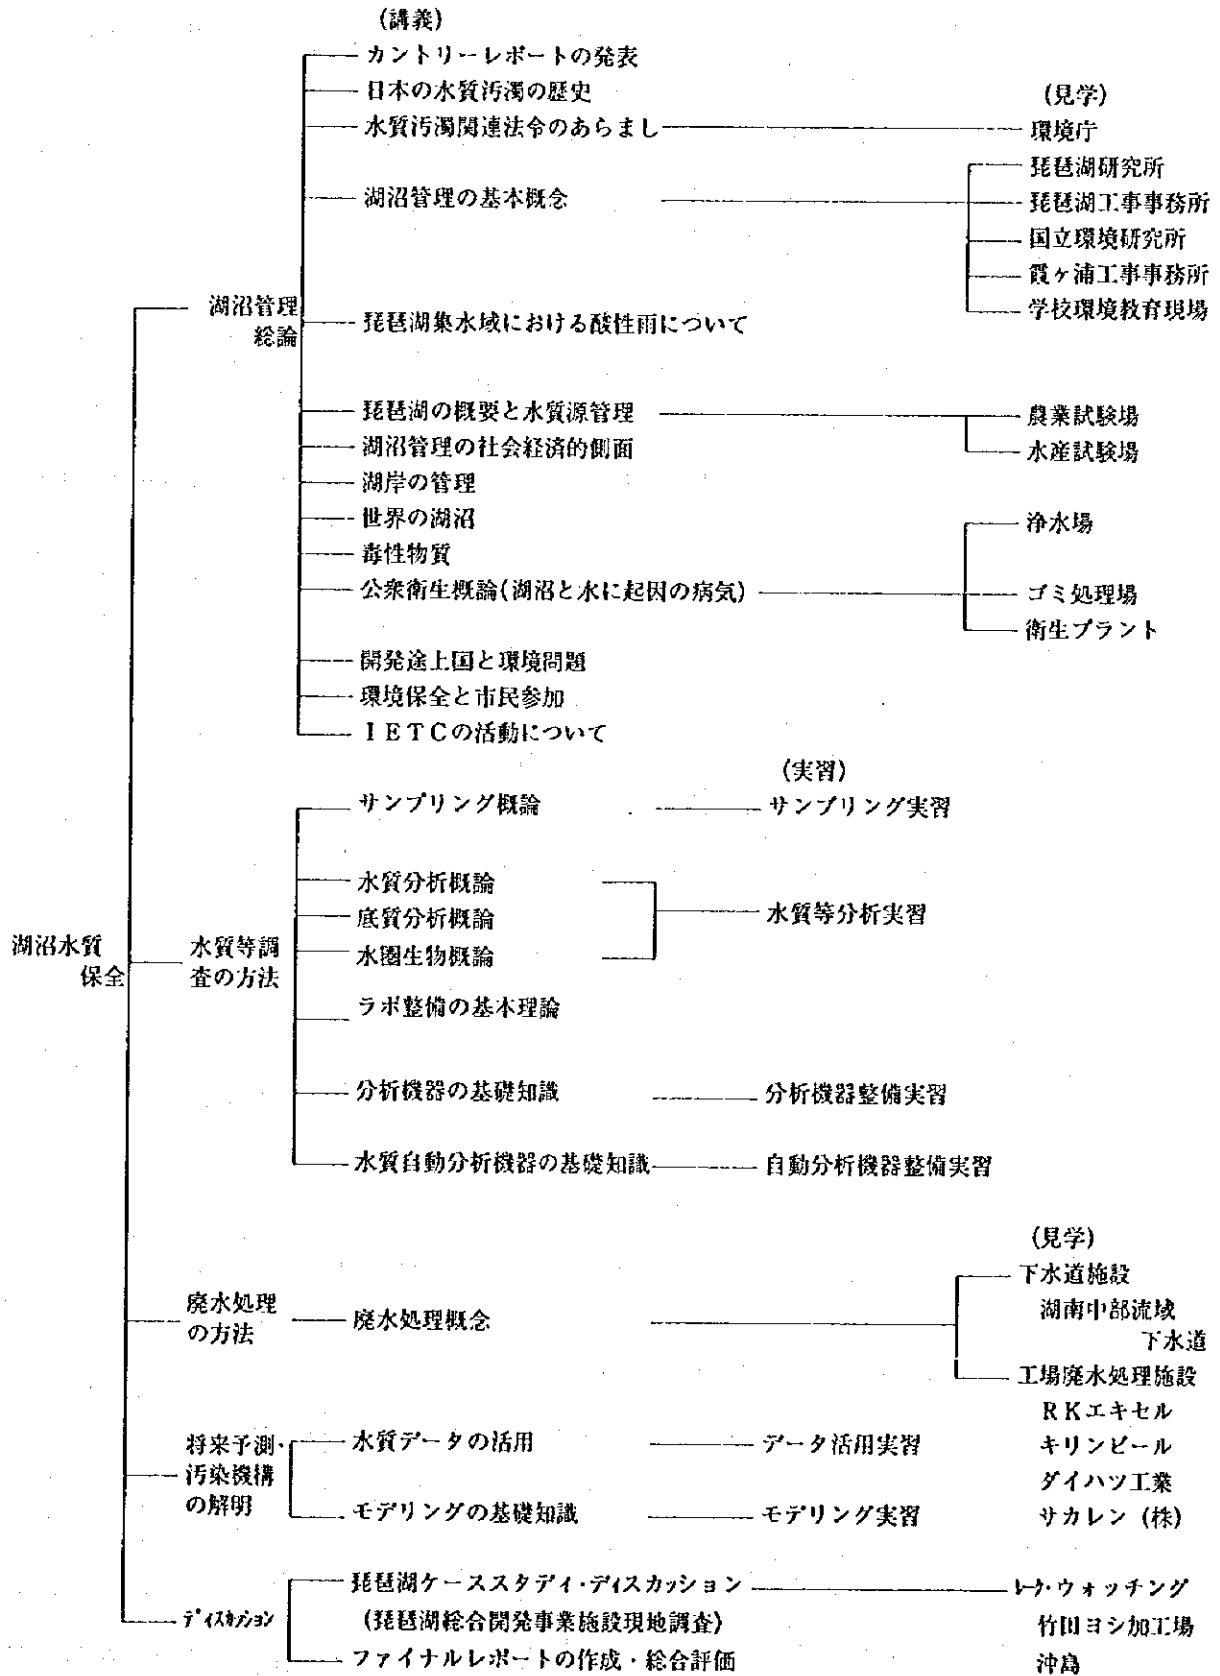 (講義)
カントリーレポートの発表
日本の水質汚濁の歴史
(見学)
水質汚濁関連法令のあらまし
環境庁
琵琶湖研究所
湖沼管理の基本概念
琵琶湖工事事務所
国立環境研究所
霞ヶ浦工事事務所
学校環境教育現場
湖沼管理
総論
琵琶湖集水域における酸性雨について
琵琶湖の概要と水質源管理
農業試験場
湖沼管理の社会経済的側面
水産試験場
湖岸の管理
世界の湖沼
浄水場
毒性物質
公衆衛生概論(湖沼と水に起因の病気)
ゴミ処理場
衛生プラント
開発途上国と環境問題
環境保全と市民参加
IETCの活動について
(実習)
サンプリング概論
サンプリング実習
水質分析概論
底質分析概論
水質等分析実習
水圏生物概論
湖沼水質
保全
水質等調
査の方法
ラボ整備の基本理論
分析機器の基礎知識
分析機器整備実習
水質自動分析機器の基礎知識
自動分析機器整備実習
(見学)
下水道施設
湖南中部流域
下水道
廃水処理
の方法
廃水処理概念
工場廃水処理施設
RKエキセル
キリンビール
ダイハツ工業
サカレン(株)
将来予測・
汚染機構
の解明
水質データの活用
データ活用実習
モデリングの基礎知識
モデリング実習
ディスカッション
琵琶湖ケーススタディ・ディスカッション
(琵琶湖総合開発事業施設現地調査)
ファイナルレポートの作成・総合評価
レーク・ウォッチング
竹田ヨシ加工場
沖島